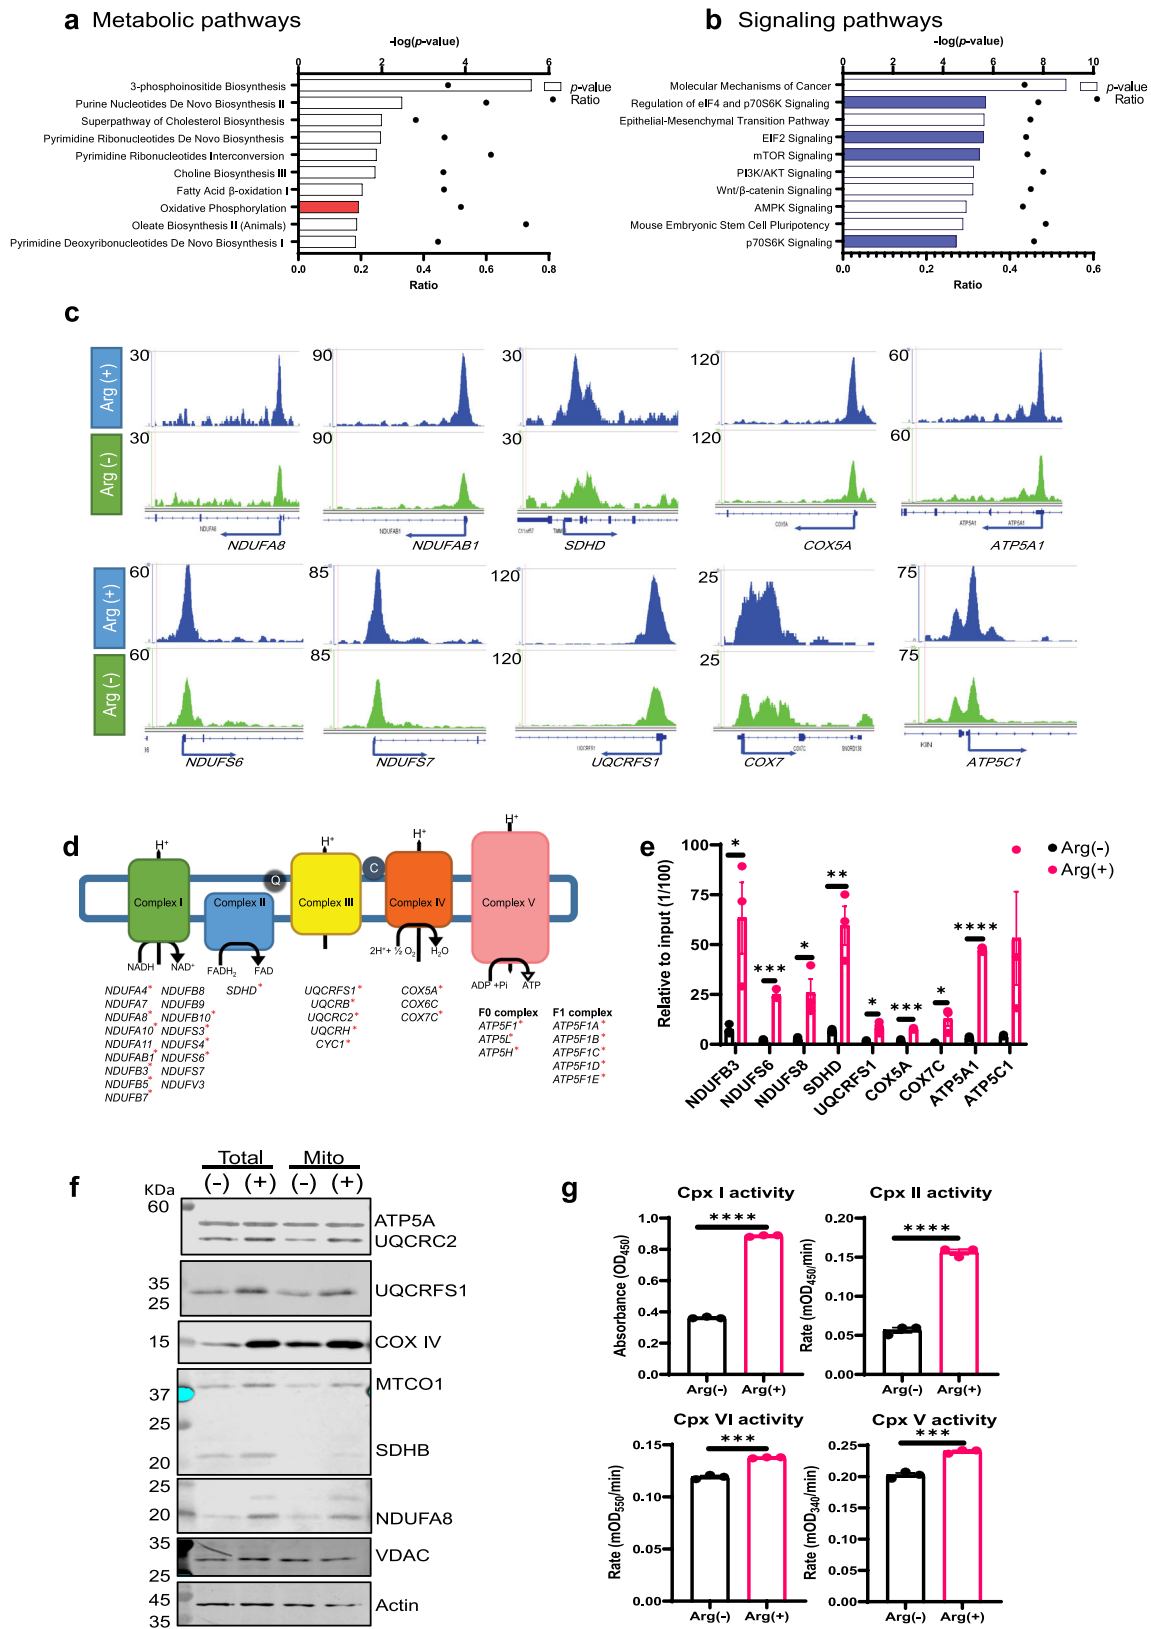 a Metabolic pathways
-log(p-value)
0 2 4 6
3-phosphoinositide Biosynthesis
Purine Nucleotides De Novo Biosynthesis II
Superpathway of Cholesterol Biosynthesis
Pyrimidine Ribonucleotides De Novo Biosynthesis
Pyrimidine Ribonucleotides Interconversion
Choline Biosynthesis III
Fatty Acid β-oxidation I
Oxidative Phosphorylation
Oleate Biosynthesis II (Animals)
Pyrimidine Deoxyribonucleotides De Novo Biosynthesis I
p-value
Ratio
0.0 0.2 0.4 0.6 0.8
Ratio
b Signaling pathways
-log(p-value)
0 2 4 6 8 10
Molecular Mechanisms of Cancer
Regulation of eIF4 and p70S6K Signaling
Epithelial-Mesenchymal Transition Pathway
EIF2 Signaling
mTOR Signaling
PI3K/AKT Signaling
Wnt/β-catenin Signaling
AMPK Signaling
Mouse Embryonic Stem Cell Pluripotency
p70S6K Signaling
p-value
Ratio
0.0 0.2 0.4 0.6
Ratio
c
Arg (+)
30 90 30 120 60
Arg (-)
30 90 30 120 60
NDUFA8 NDUFAB1 C11orf57 COX5A ATP5A1 ATP5A1
NDUFA8 NDUFAB1 SDHD COX5A ATP5A1
Arg (+)
60 85 120 25 75
Arg (-)
60 85 120 25 75
UQCRFS1 COX7C SNORD138 KIIN
NDUFS6 NDUFS7 UQCRFS1 COX7 ATP5C1
d
H+ H+ H+ H+
Q C
Complex I Complex II Complex III Complex IV Complex V
NADH NAD+ FADH2 FAD 2H++ ½ O2 H2O ADP +Pi ATP
NDUFA4*
NDUFA7
NDUFA8*
NDUFA10*
NDUFA11
NDUFAB1*
NDUFB3*
NDUFB5*
NDUFB7*
NDUFB8
NDUFB9
NDUFB10*
NDUFS3*
NDUFS4*
NDUFS6*
NDUFS7
NDUFV3
SDHD*
UQCRFS1*
UQCRB*
UQCRC2*
UQCRH*
CYC1*
COX5A*
COX6C
COX7C*
F0 complex
ATP5F1*
ATP5L*
ATP5H*
F1 complex
ATP5F1A*
ATP5F1B*
ATP5F1C*
ATP5F1D*
ATP5F1E*
e
Relative to input (1/100)
100
75
50
25
0
* *** * ** * *** * ****
Arg(-)
Arg(+)
NDUFB3 NDUFS6 NDUFS8 SDHD UQCRFS1 COX5A COX7C ATP5A1 ATP5C1
f
Total Mito
(-) (+) (-) (+)
KDa
60
ATP5A
UQCRC2
35
25
UQCRFS1
15
COX IV
37
25
20
MTCO1
SDHB
25
20
NDUFA8
35
25
VDAC
45
35
Actin
g
Cpx I activity
****
Absorbance (OD450)
1.0
0.8
0.6
0.4
0.2
0.0
Arg(-) Arg(+)
Cpx II activity
****
Rate (mOD450/min)
0.20
0.15
0.10
0.05
0.00
Arg(-) Arg(+)
Cpx VI activity
***
Rate (mOD550/min)
0.15
0.10
0.05
0.00
Arg(-) Arg(+)
Cpx V activity
***
Rate (mOD340/min)
0.25
0.20
0.15
0.10
0.05
0.00
Arg(-) Arg(+)